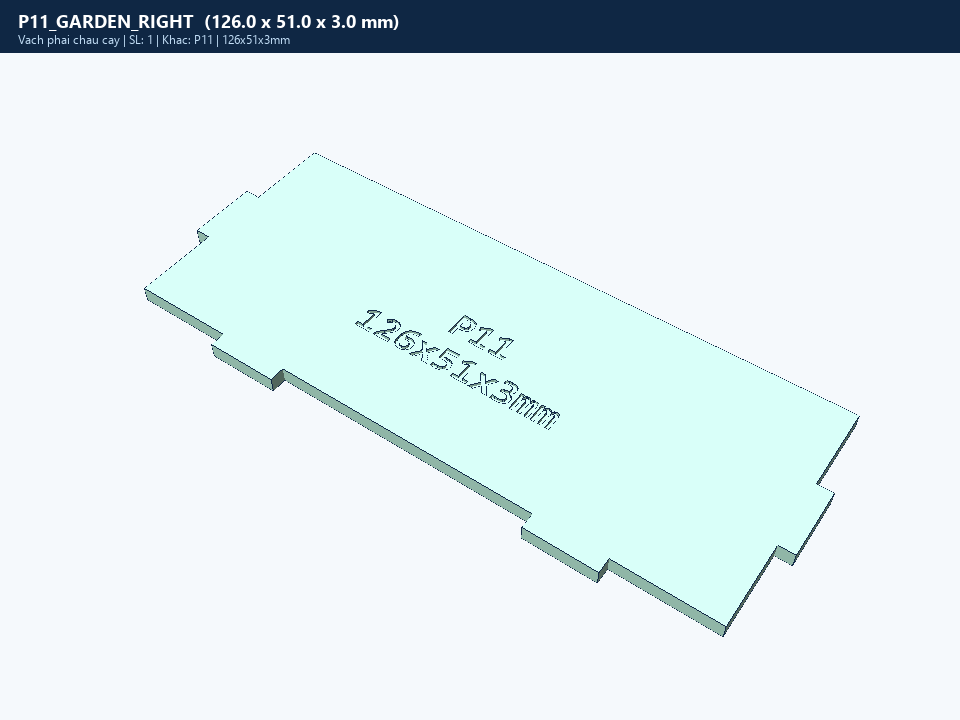 P11_GARDEN_RIGHT (126.0 x 51.0 x 3.0 mm)
Vach phai chau cay | SL: 1 | Khac: P11 | 126x51x3mm
P11
126x51x3mm